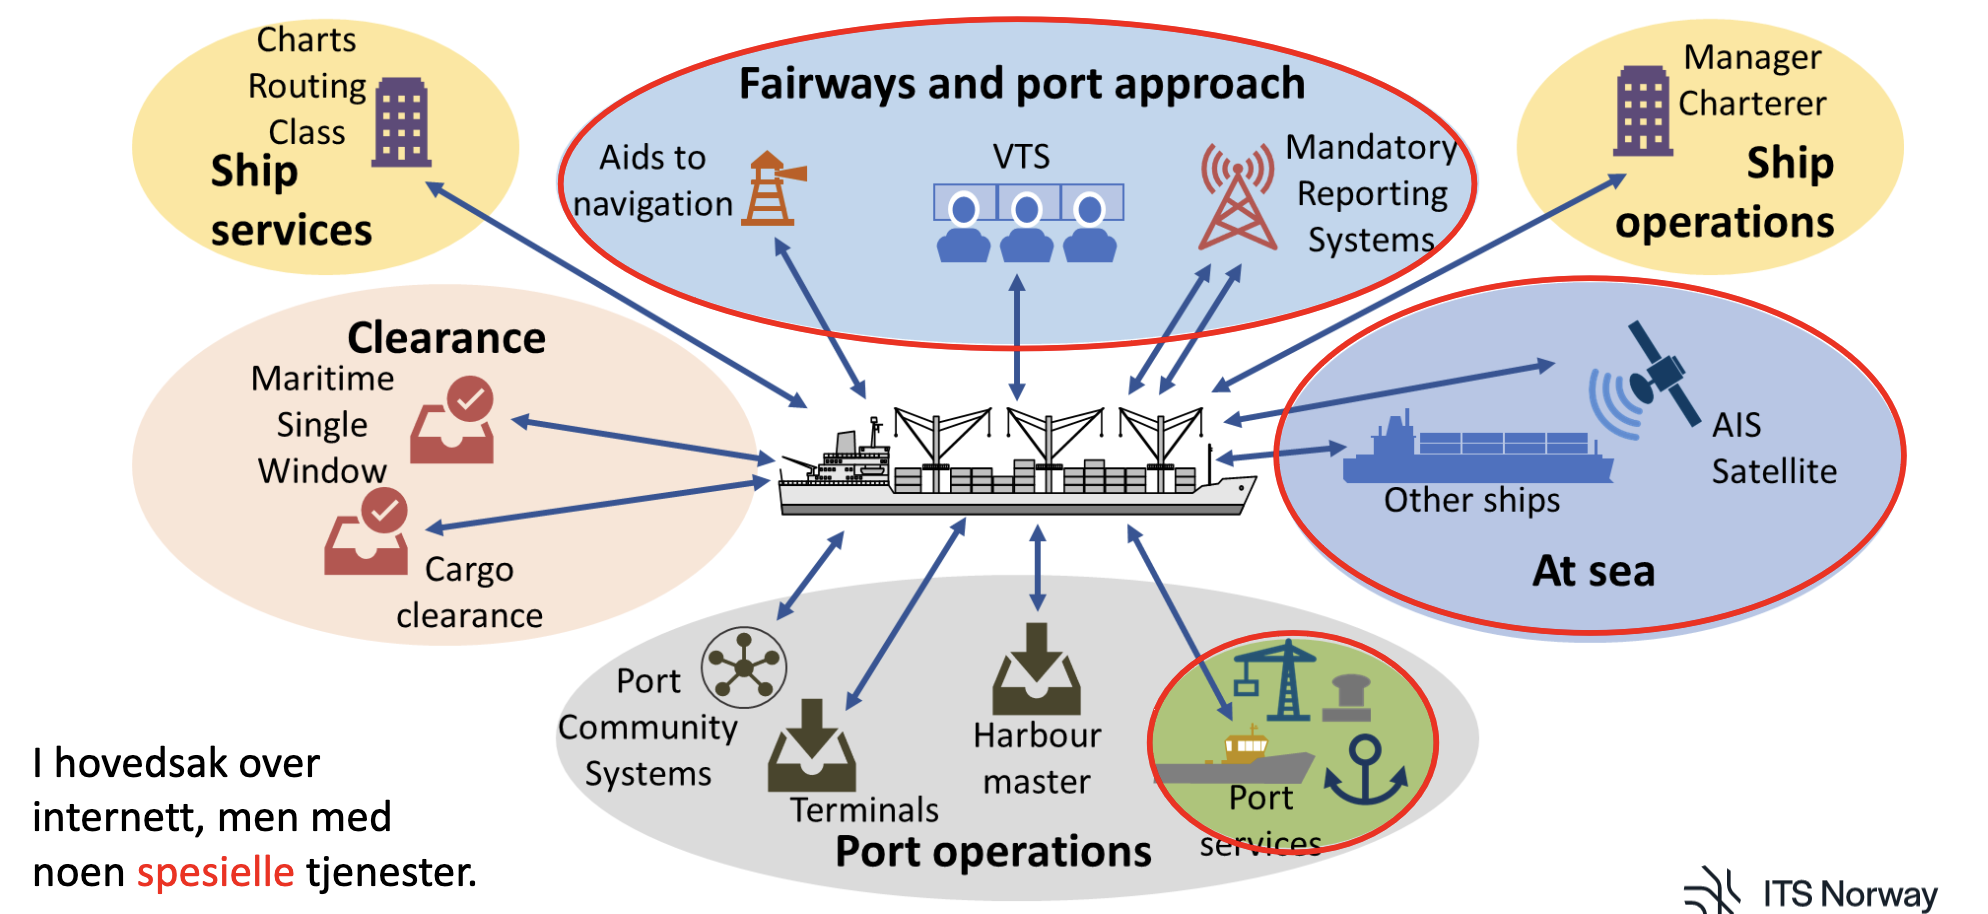 Charts
Routing
Class
Ship
services
Fairways and port approach
Aids to
navigation
VTS
Mandatory
Reporting
Systems
Manager
Charterer
Ship
operations
Clearance
Maritime
Single
Window
Cargo
clearance
AIS
Satellite
Other ships
At sea
Port
Community
Systems
Terminals
Harbour
master
Port
services
Port operations
I hovedsak over
internett, men med
noen spesielle tjenester.
ITS Norway